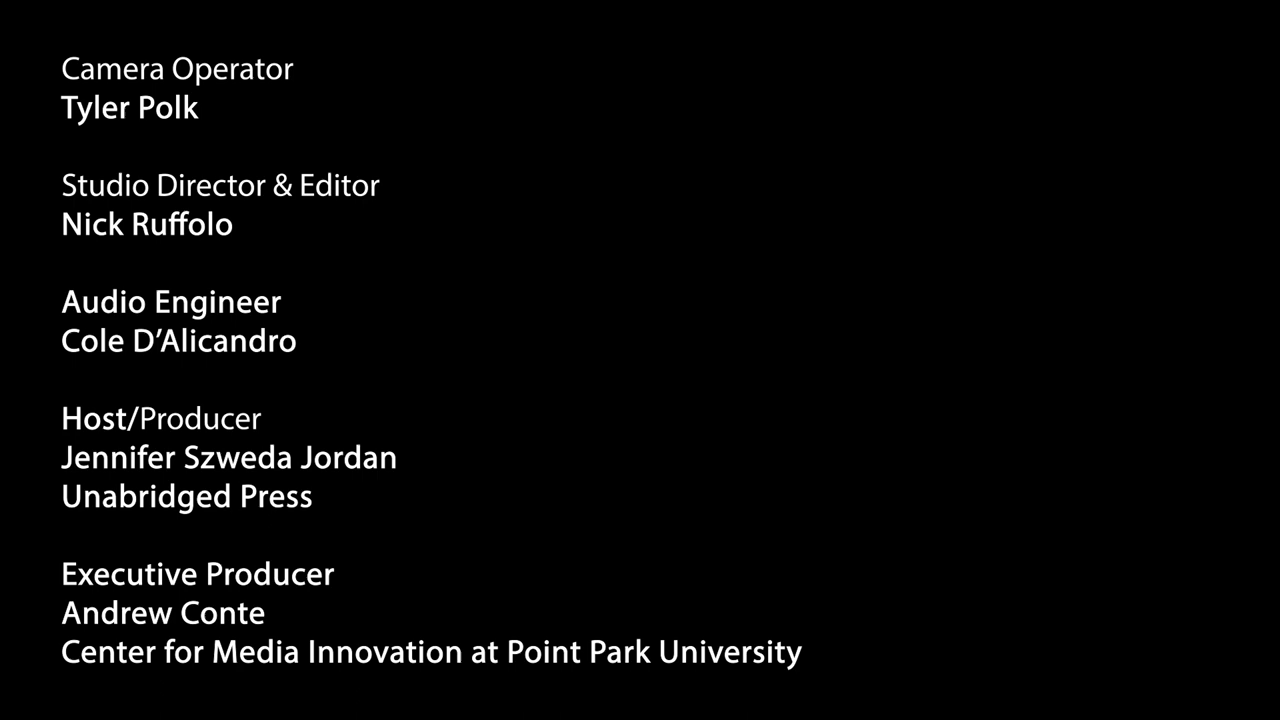 Camera Operator
Tyler Polk
Studio Director & Editor
Nick Ruffolo
Audio Engineer
Cole D’Alicandro
Host/Producer
Jennifer Szweda Jordan
Unabridged Press
Executive Producer
Andrew Conte
Center for Media Innovation at Point Park University